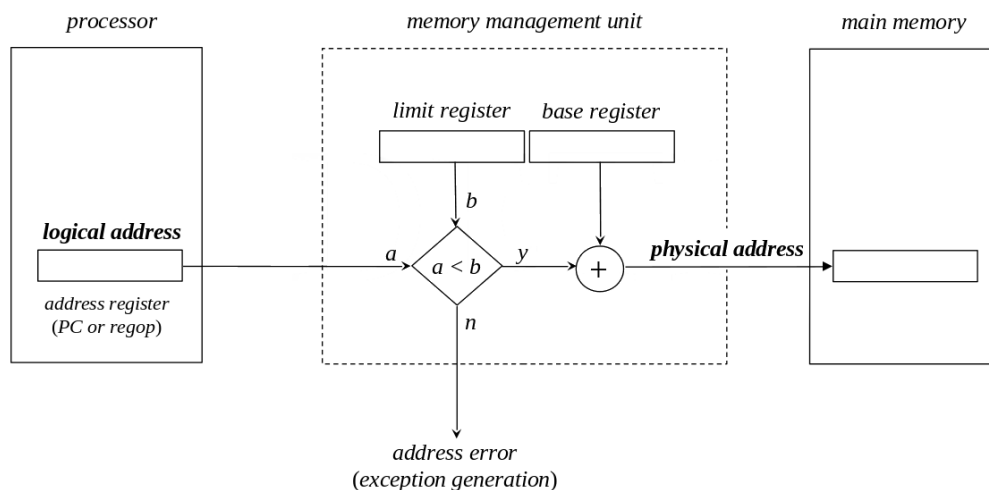 processor
memory management unit
main memory
limit register
base register
b
logical address
a
a < b
y
+
physical address
address register
(PC or regop)
n
address error
(exception generation)